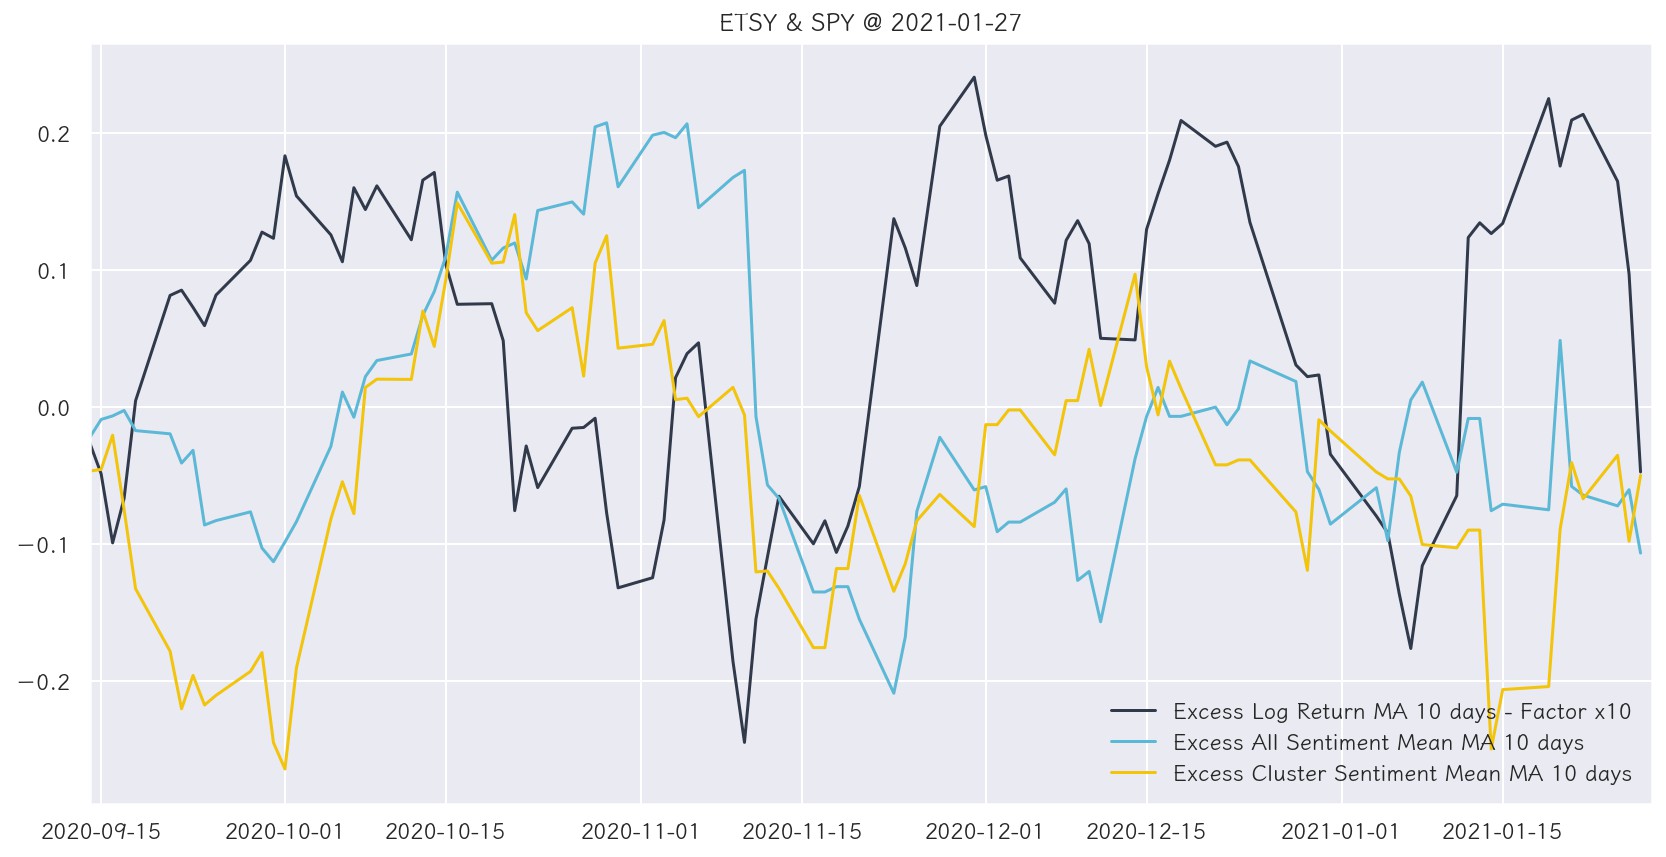 ETSY & SPY @ 2021-01-27
0.2
0.1
0.0
−0.1
−0.2
Excess Log Return MA 10 days - Factor x10
Excess All Sentiment Mean MA 10 days
Excess Cluster Sentiment Mean MA 10 days
2020-09-15 2020-10-01 2020-10-15 2020-11-01 2020-11-15 2020-12-01 2020-12-15 2021-01-01 2021-01-15